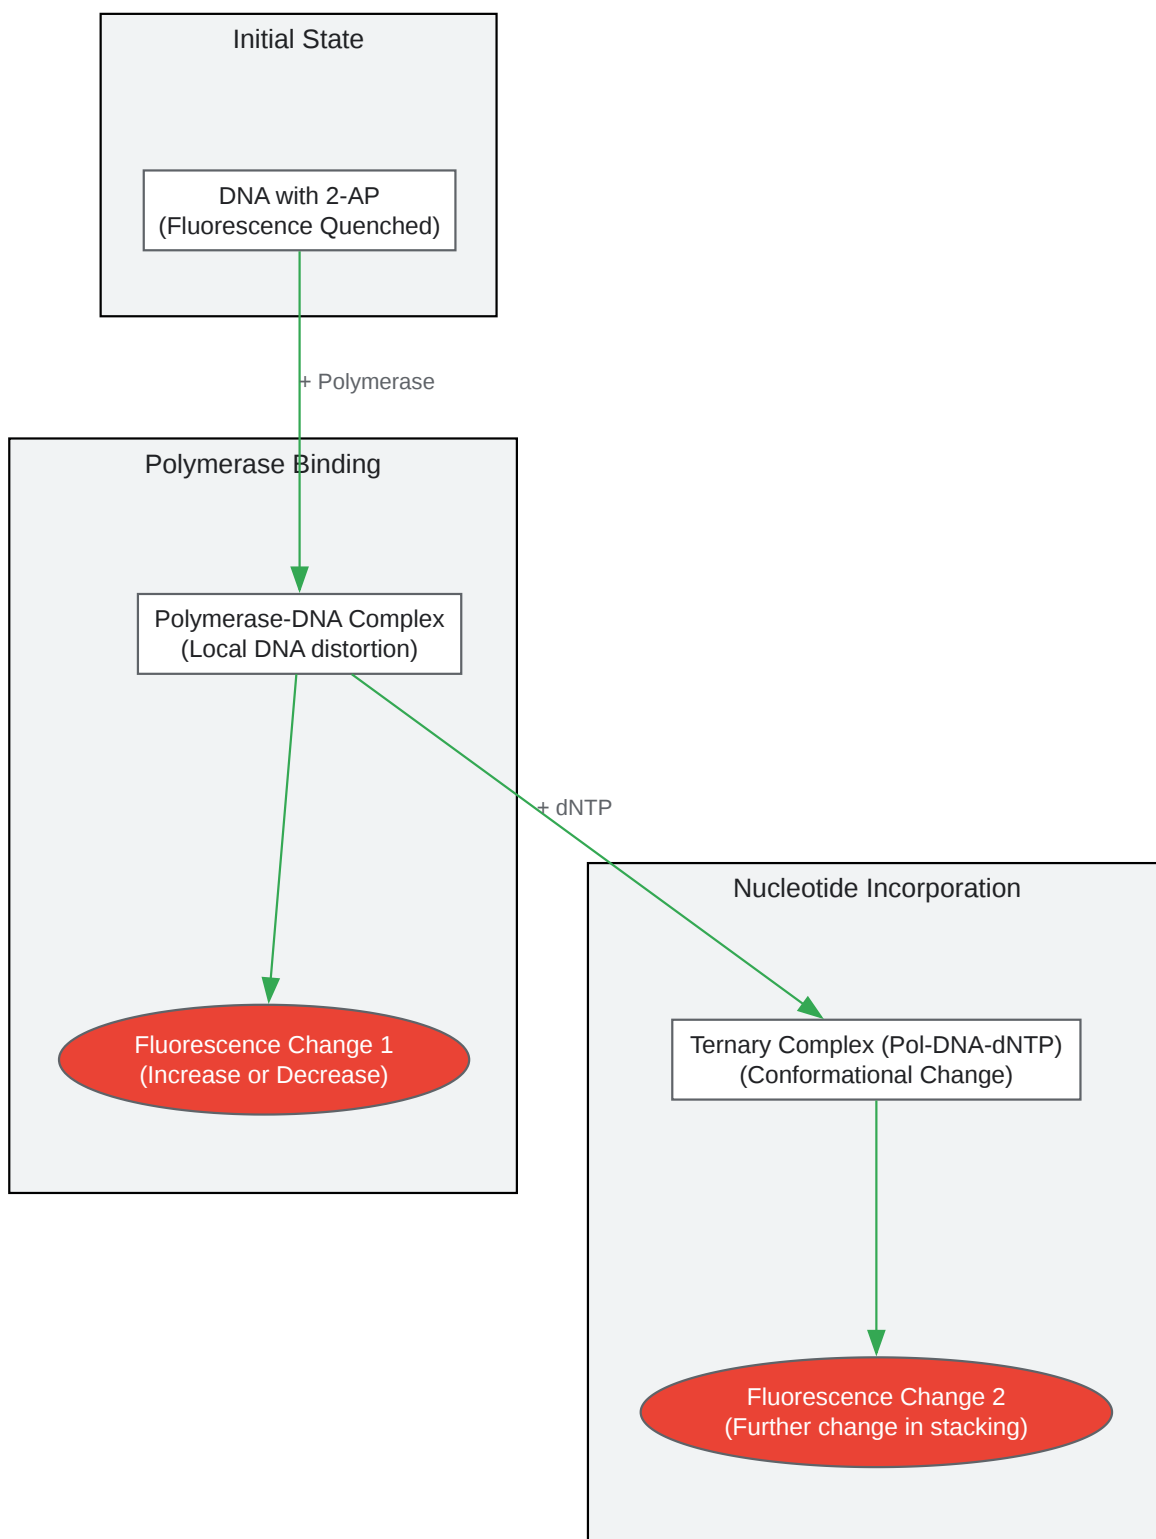 Initial State
DNA with 2-AP
(Fluorescence Quenched)
+ Polymerase
Polymerase Binding
Polymerase-DNA Complex
(Local DNA distortion)
+ dNTP
Nucleotide Incorporation
Fluorescence Change 1
(Increase or Decrease)
Ternary Complex (Pol-DNA-dNTP)
(Conformational Change)
Fluorescence Change 2
(Further change in stacking)